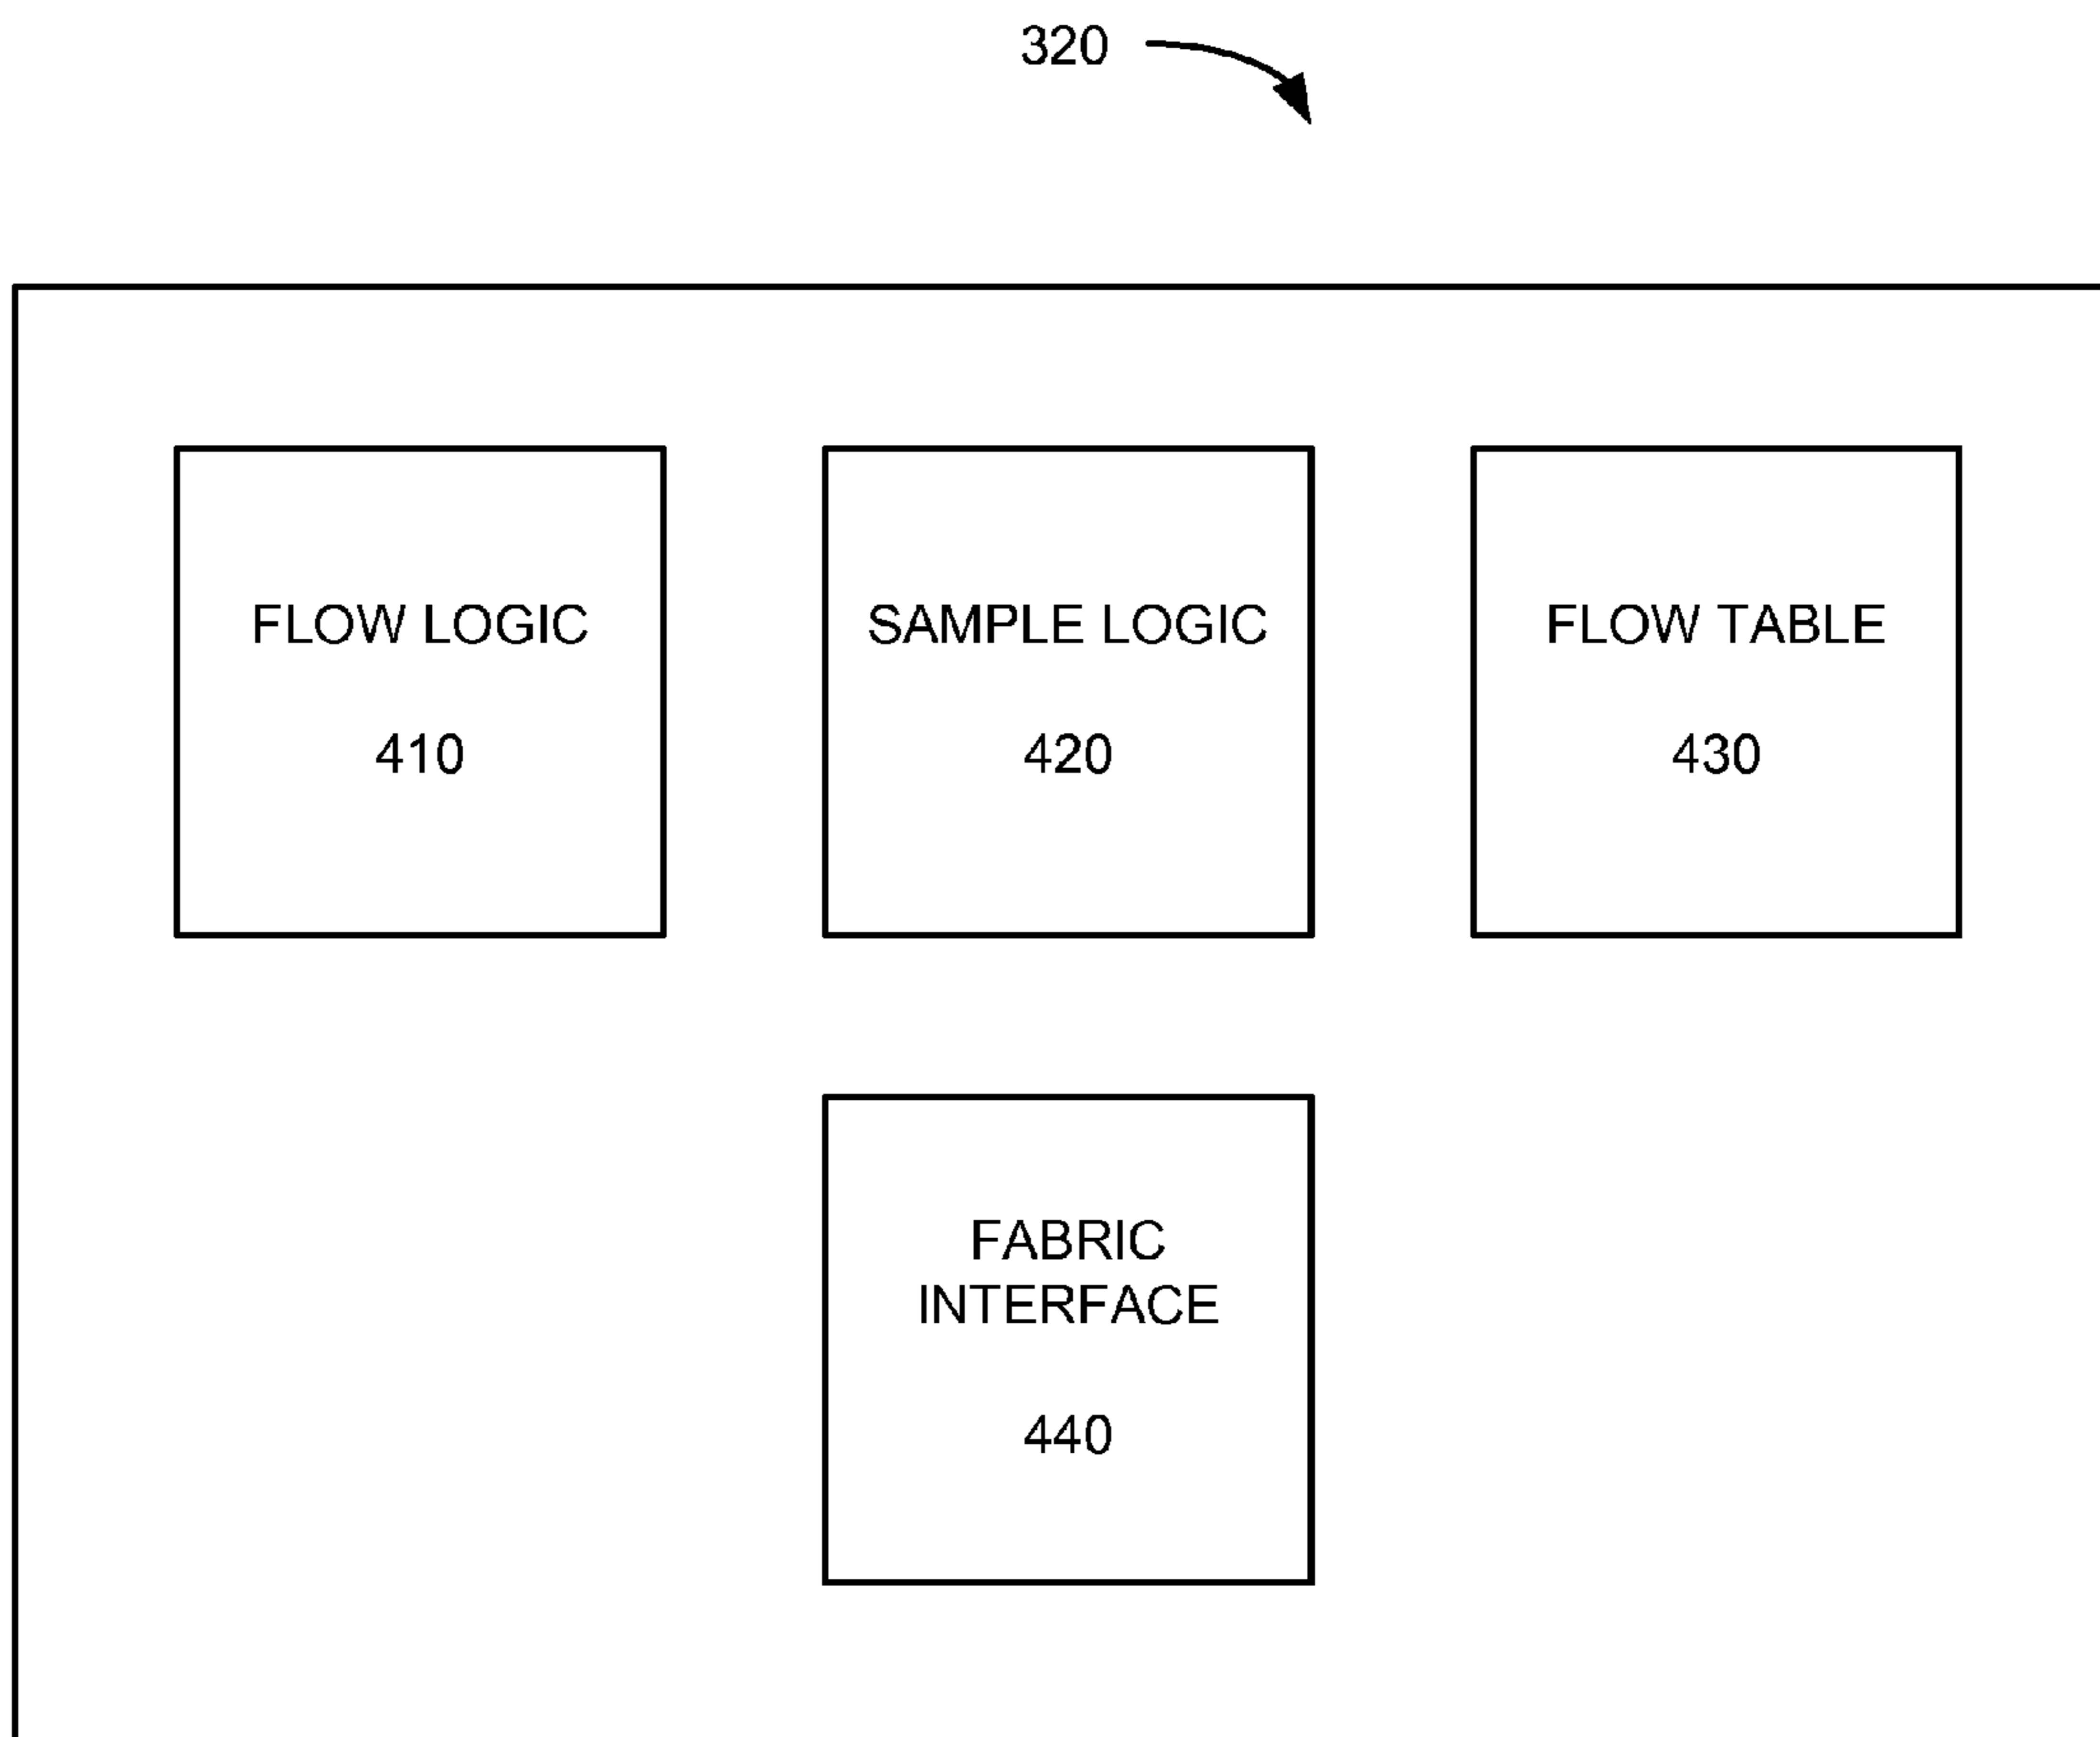 320
FLOW LOGIC
410
SAMPLE LOGIC
420
FLOW TABLE
430
FABRIC
INTERFACE
440